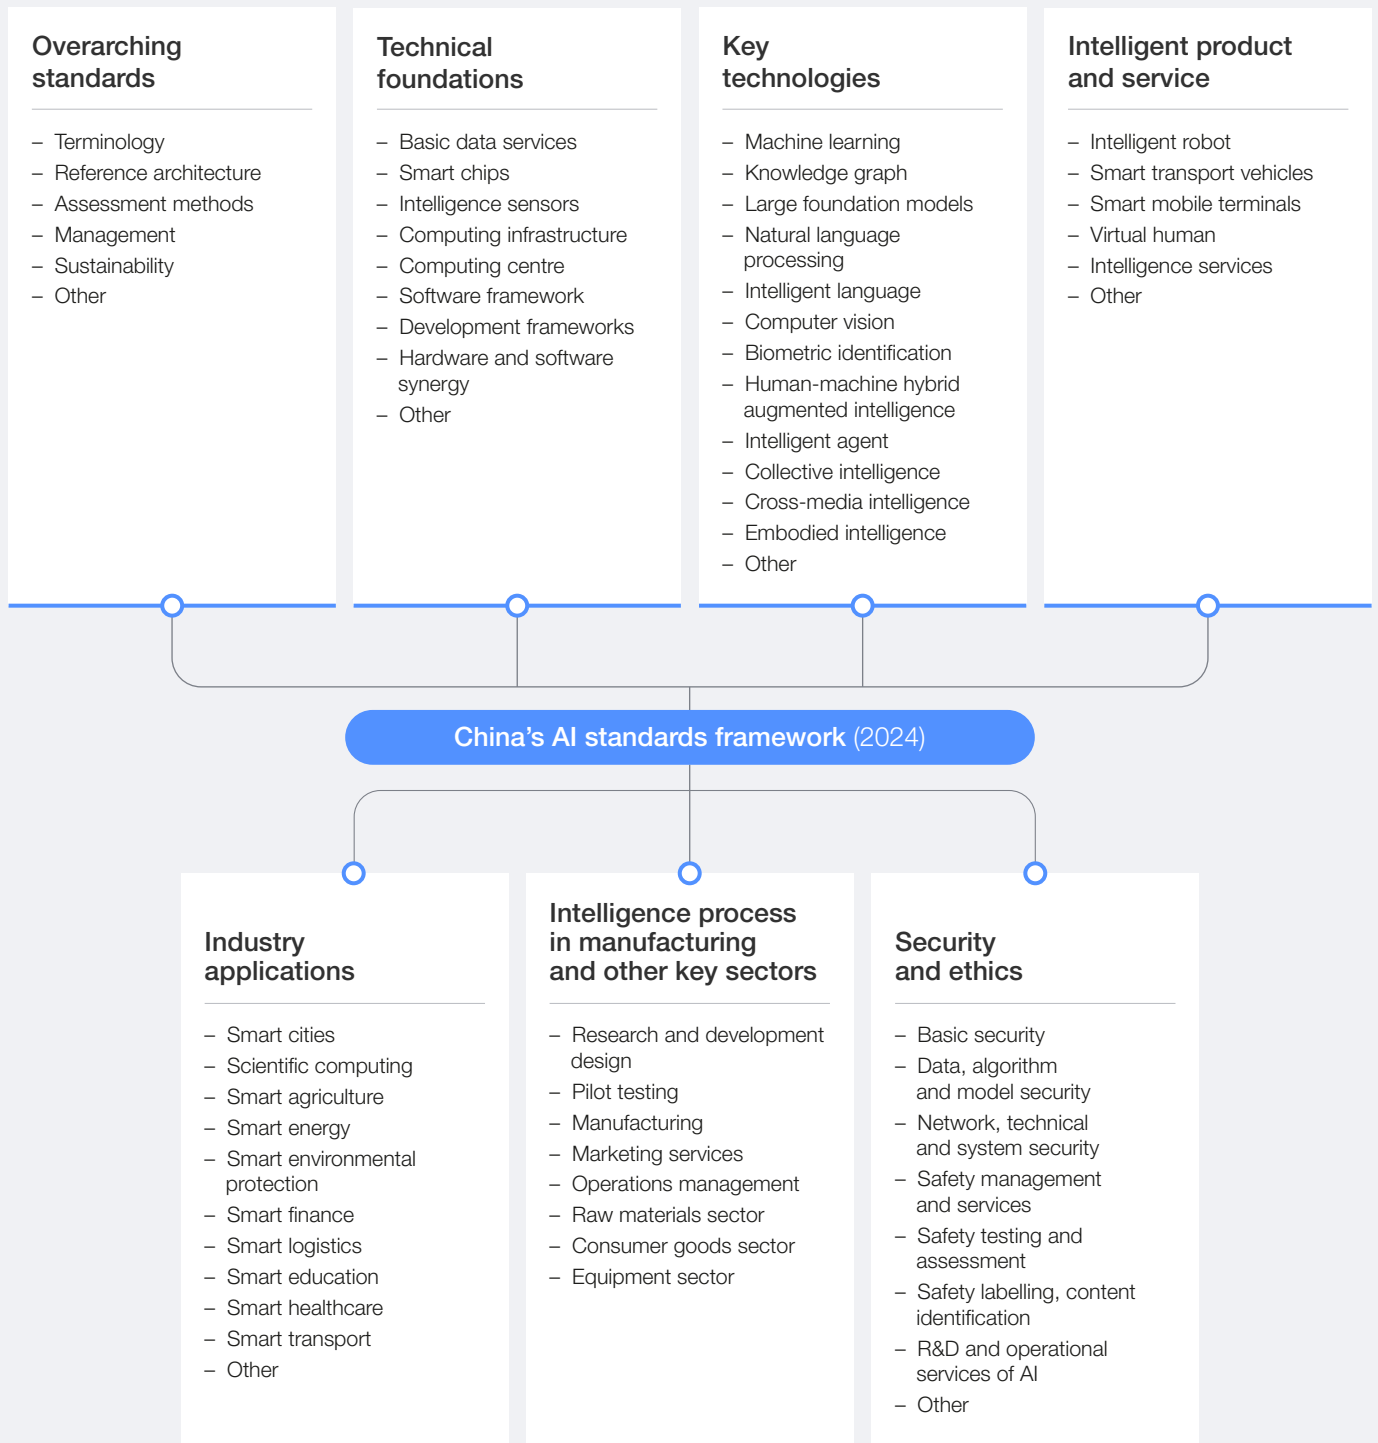 Overarching
standards
– Terminology
– Reference architecture
– Assessment methods
– Management
– Sustainability
– Other
Technical
foundations
– Basic data services
– Smart chips
– Intelligence sensors
– Computing infrastructure
– Computing centre
– Software framework
– Development frameworks
– Hardware and software
synergy
– Other
Key
technologies
– Machine learning
– Knowledge graph
– Large foundation models
– Natural language
processing
– Intelligent language
– Computer vision
– Biometric identification
– Human-machine hybrid
augmented intelligence
– Intelligent agent
– Collective intelligence
– Cross-media intelligence
– Embodied intelligence
– Other
Intelligent product
and service
– Intelligent robot
– Smart transport vehicles
– Smart mobile terminals
– Virtual human
– Intelligence services
– Other
China’s AI standards framework (2024)
Industry
applications
– Smart cities
– Scientific computing
– Smart agriculture
– Smart energy
– Smart environmental
protection
– Smart finance
– Smart logistics
– Smart education
– Smart healthcare
– Smart transport
– Other
Intelligence process
in manufacturing
and other key sectors
– Research and development
design
– Pilot testing
– Manufacturing
– Marketing services
– Operations management
– Raw materials sector
– Consumer goods sector
– Equipment sector
Security
and ethics
– Basic security
– Data, algorithm
and model security
– Network, technical
and system security
– Safety management
and services
– Safety testing and
assessment
– Safety labelling, content
identification
– R&D and operational
services of AI
– Other